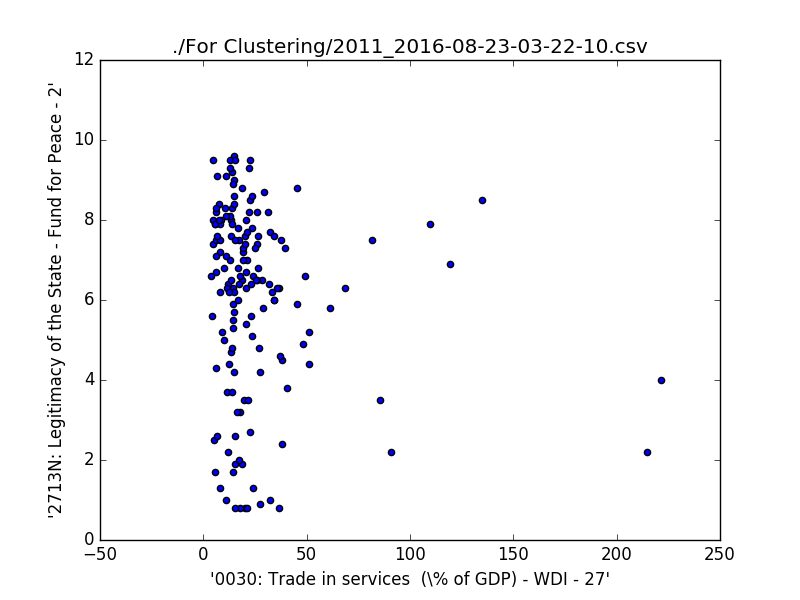 ./For Clustering/2011_2016-08-23-03-22-10.csv
12
10
8
6
4
2
0
'2713N: Legitimacy of the State - Fund for Peace - 2'
−50 0 50 100 150 200 250
'0030: Trade in services  (\% of GDP) - WDI - 27'